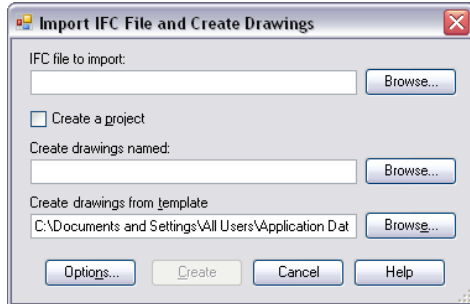 Import IFC File and Create Drawings
IFC file to import:
Browse...
Create a project
Create drawings named:
Browse...
Create drawings from template
C:\Documents and Settings\All Users\Application Dat
Browse...
Options...
Create
Cancel
Help